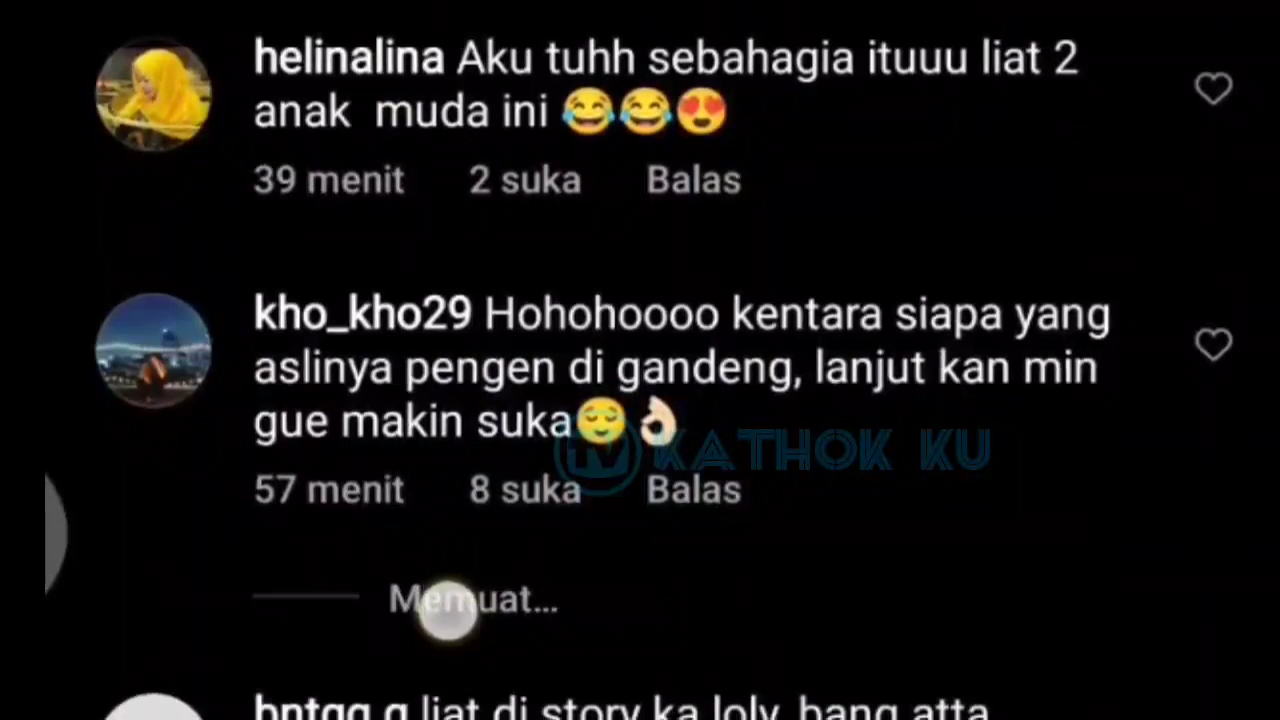 helinalina Aku tuhh sebahagia ituuu liat 2
anak muda ini 😂😂😍
39 menit 2 suka Balas
kho_kho29 Hohohoooo kentara siapa yang
aslinya pengen di gandeng, lanjut kan min
gue makin suka😌👌🏻
TV KATHOK KU
57 menit 8 suka Balas
Memuat...
liat di story ka loly, bang atta